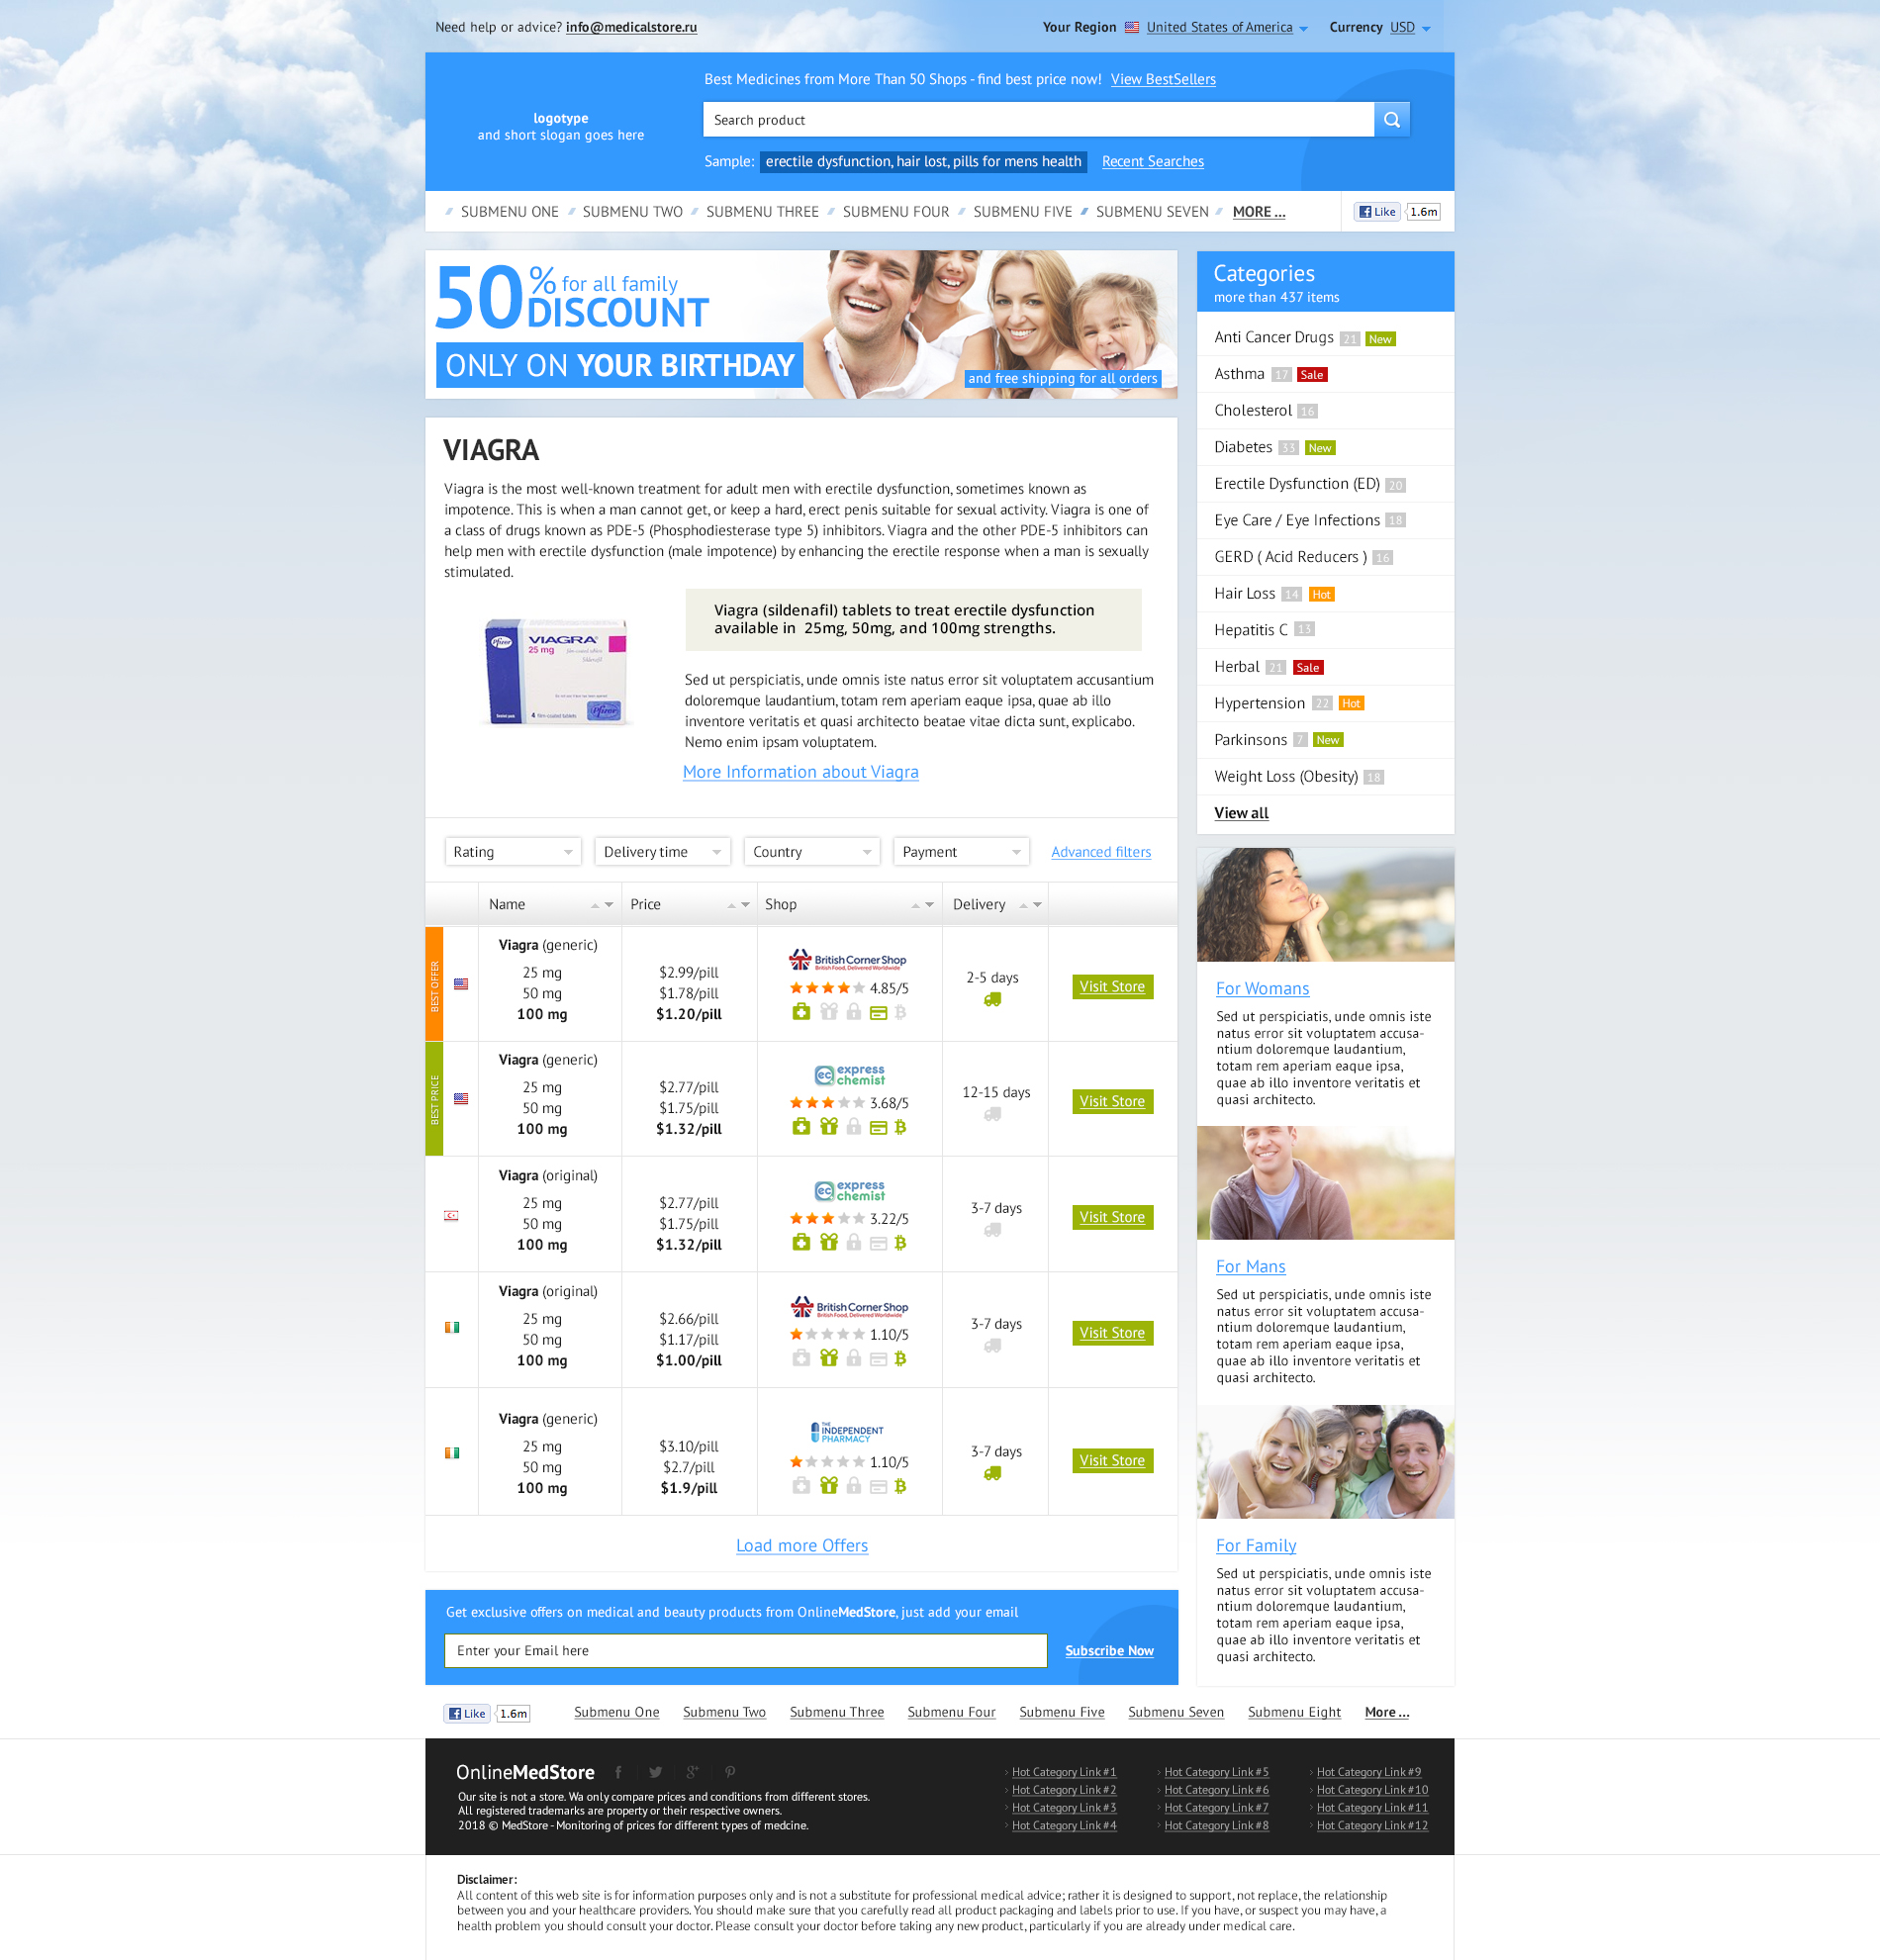 Need help or advice? info@medicalstore.ru
Your Region United States of America Currency USD
logotype
and short slogan goes here
Best Medicines from More Than 50 Shops - find best price now! View BestSellers
Search product
Sample: erectile dysfunction, hair lost, pills for mens health Recent Searches
SUBMENU ONE SUBMENU TWO SUBMENU THREE SUBMENU FOUR SUBMENU FIVE SUBMENU SEVEN MORE ...
Like 1.6m
50% for all family
DISCOUNT
ONLY ON YOUR BIRTHDAY
and free shipping for all orders
VIAGRA
Viagra is the most well-known treatment for adult men with erectile dysfunction, sometimes known as
impotence. This is when a man cannot get, or keep a hard, erect penis suitable for sexual activity. Viagra is one of
a class of drugs known as PDE-5 (Phosphodiesterase type 5) inhibitors. Viagra and the other PDE-5 inhibitors can
help men with erectile dysfunction (male impotence) by enhancing the erectile response when a man is sexually
stimulated.
Pfizer
VIAGRA
25 mg
4 film-coated tablets
Pfizer
Viagra (sildenafil) tablets to treat erectile dysfunction
available in 25mg, 50mg, and 100mg strengths.
Sed ut perspiciatis, unde omnis iste natus error sit voluptatem accusantium
doloremque laudantium, totam rem aperiam eaque ipsa, quae ab illo
inventore veritatis et quasi architecto beatae vitae dicta sunt, explicabo.
Nemo enim ipsam voluptatem.
More Information about Viagra
Rating Delivery time Country Payment Advanced filters
Name Price Shop Delivery
BEST OFFER
Viagra (generic)
25 mg $2.99/pill
50 mg $1.78/pill
100 mg $1.20/pill
British Corner Shop
British Food, Delivered Worldwide
4.85/5
2-5 days
Visit Store
BEST PRICE
Viagra (generic)
25 mg $2.77/pill
50 mg $1.75/pill
100 mg $1.32/pill
ec express
chemist
3.68/5
12-15 days
Visit Store
Viagra (original)
25 mg $2.77/pill
50 mg $1.75/pill
100 mg $1.32/pill
ec express
chemist
3.22/5
3-7 days
Visit Store
Viagra (original)
25 mg $2.66/pill
50 mg $1.17/pill
100 mg $1.00/pill
British Corner Shop
British Food, Delivered Worldwide
1.10/5
3-7 days
Visit Store
Viagra (generic)
25 mg $3.10/pill
50 mg $2.7/pill
100 mg $1.9/pill
THE
INDEPENDENT
PHARMACY
1.10/5
3-7 days
Visit Store
Load more Offers
Get exclusive offers on medical and beauty products from OnlineMedStore, just add your email
Enter your Email here
Subscribe Now
Categories
more than 437 items
Anti Cancer Drugs 21 New
Asthma 17 Sale
Cholesterol 16
Diabetes 33 New
Erectile Dysfunction (ED) 20
Eye Care / Eye Infections 18
GERD ( Acid Reducers ) 16
Hair Loss 14 Hot
Hepatitis C 13
Herbal 21 Sale
Hypertension 22 Hot
Parkinsons 7 New
Weight Loss (Obesity) 18
View all
For Womans
Sed ut perspiciatis, unde omnis iste
natus error sit voluptatem accusa-
ntium doloremque laudantium,
totam rem aperiam eaque ipsa,
quae ab illo inventore veritatis et
quasi architecto.
For Mans
Sed ut perspiciatis, unde omnis iste
natus error sit voluptatem accusa-
ntium doloremque laudantium,
totam rem aperiam eaque ipsa,
quae ab illo inventore veritatis et
quasi architecto.
For Family
Sed ut perspiciatis, unde omnis iste
natus error sit voluptatem accusa-
ntium doloremque laudantium,
totam rem aperiam eaque ipsa,
quae ab illo inventore veritatis et
quasi architecto.
Like 1.6m
Submenu One Submenu Two Submenu Three Submenu Four Submenu Five Submenu Seven Submenu Eight More ...
OnlineMedStore
Our site is not a store. Wa only compare prices and conditions from different stores.
All registered trademarks are property or their respective owners.
2018 © MedStore - Monitoring of prices for different types of medcine.
Hot Category Link #1
Hot Category Link #2
Hot Category Link #3
Hot Category Link #4
Hot Category Link #5
Hot Category Link #6
Hot Category Link #7
Hot Category Link #8
Hot Category Link #9
Hot Category Link #10
Hot Category Link #11
Hot Category Link #12
Disclaimer:
All content of this web site is for information purposes only and is not a substitute for professional medical advice; rather it is designed to support, not replace, the relationship
between you and your healthcare providers. You should make sure that you carefully read all product packaging and labels prior to use. If you have, or suspect you may have, a
health problem you should consult your doctor. Please consult your doctor before taking any new product, particularly if you are already under medical care.